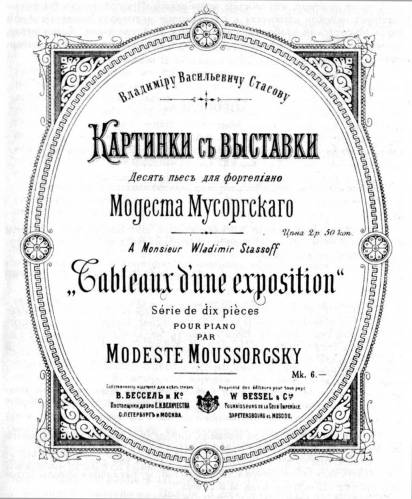 Владиміру Васильевичу Стасову
Картинки съ выставки
Десять пьесъ для фортепіано
Модеста Мусоргскаго
Цѣна 2 р. 50 коп.
A Monsieur Wladimir Stassoff
„Tableaux d'une exposition“
Série de dix pièces
POUR PIANO
PAR
MODESTE MOUSSORGSKY
Mk. 6.—
Собственность издателя для всѣхъ странъ
В. БЕССЕЛЬ и Ко
Поставщики двора Е.И.ВЕЛИЧЕСТВА
С.ПЕТЕРБУРГЪ и МОСКВА.
Propriété des éditeurs pour tous pays
W BESSEL & Cie
Fournisseurs de la Cour Impériale.
St PETERSBOURG et MOSCOU.